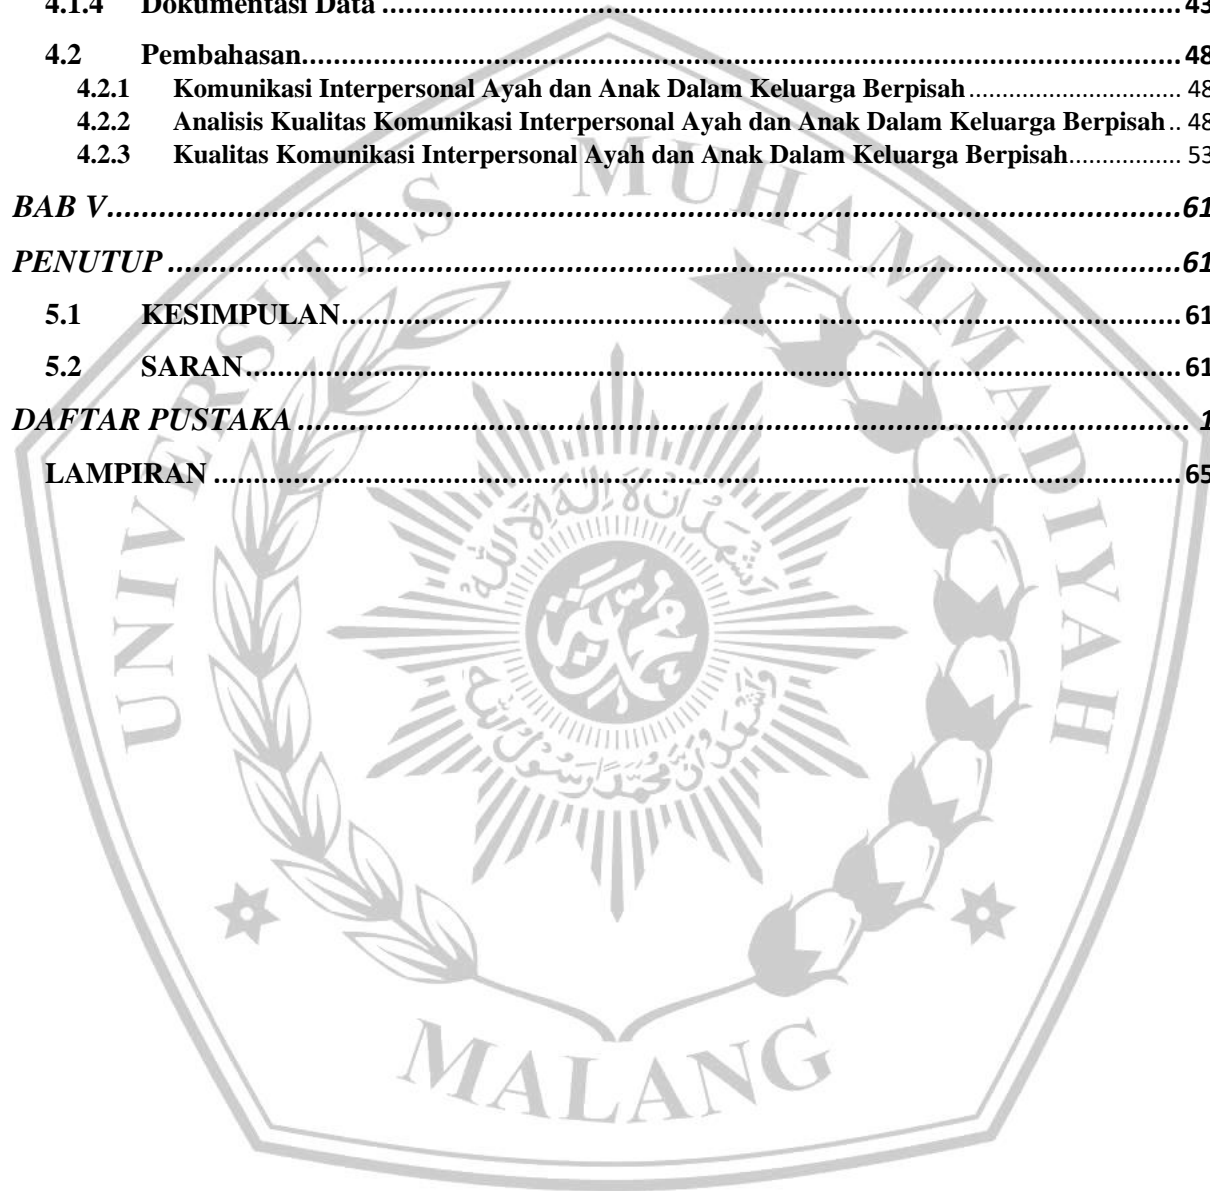 4.1.4 Dokumentasi Data ........................................................ 43
4.2 Pembahasan........................................................ 48
4.2.1 Komunikasi Interpersonal Ayah dan Anak Dalam Keluarga Berpisah ................................ 48
4.2.2 Analisis Kualitas Komunikasi Interpersonal Ayah dan Anak Dalam Keluarga Berpisah .. 48
4.2.3 Kualitas Komunikasi Interpersonal Ayah dan Anak Dalam Keluarga Berpisah................. 53
BAB V........................................................61
PENUTUP ........................................................61
5.1 KESIMPULAN........................................................ 61
5.2 SARAN........................................................ 61
DAFTAR PUSTAKA ........................................................ 1
LAMPIRAN ........................................................ 65
UNIVERSITAS MUHAMMADIYAH
MALANG